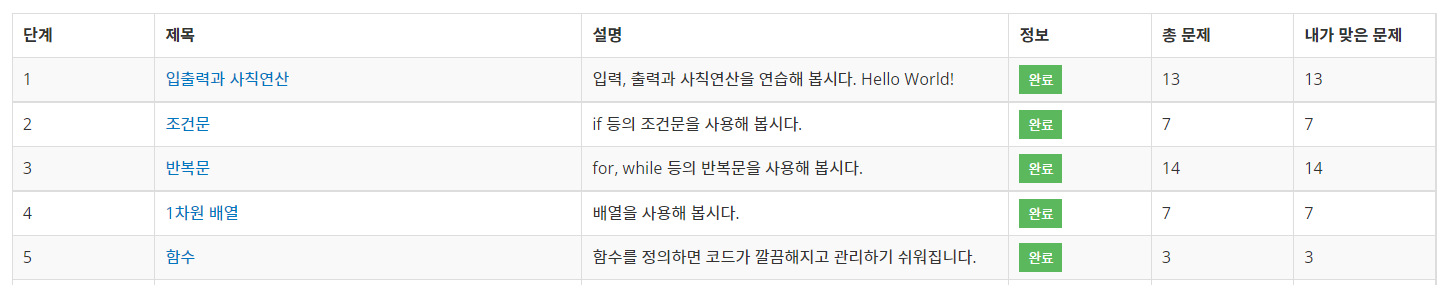 단계 제목 설명 정보 총 문제 내가 맞은 문제
1 입출력과 사칙연산 입력, 출력과 사칙연산을 연습해 봅시다. Hello World! 완료 13 13
2 조건문 if 등의 조건문을 사용해 봅시다. 완료 7 7
3 반복문 for, while 등의 반복문을 사용해 봅시다. 완료 14 14
4 1차원 배열 배열을 사용해 봅시다. 완료 7 7
5 함수 함수를 정의하면 코드가 깔끔해지고 관리하기 쉬워집니다. 완료 3 3